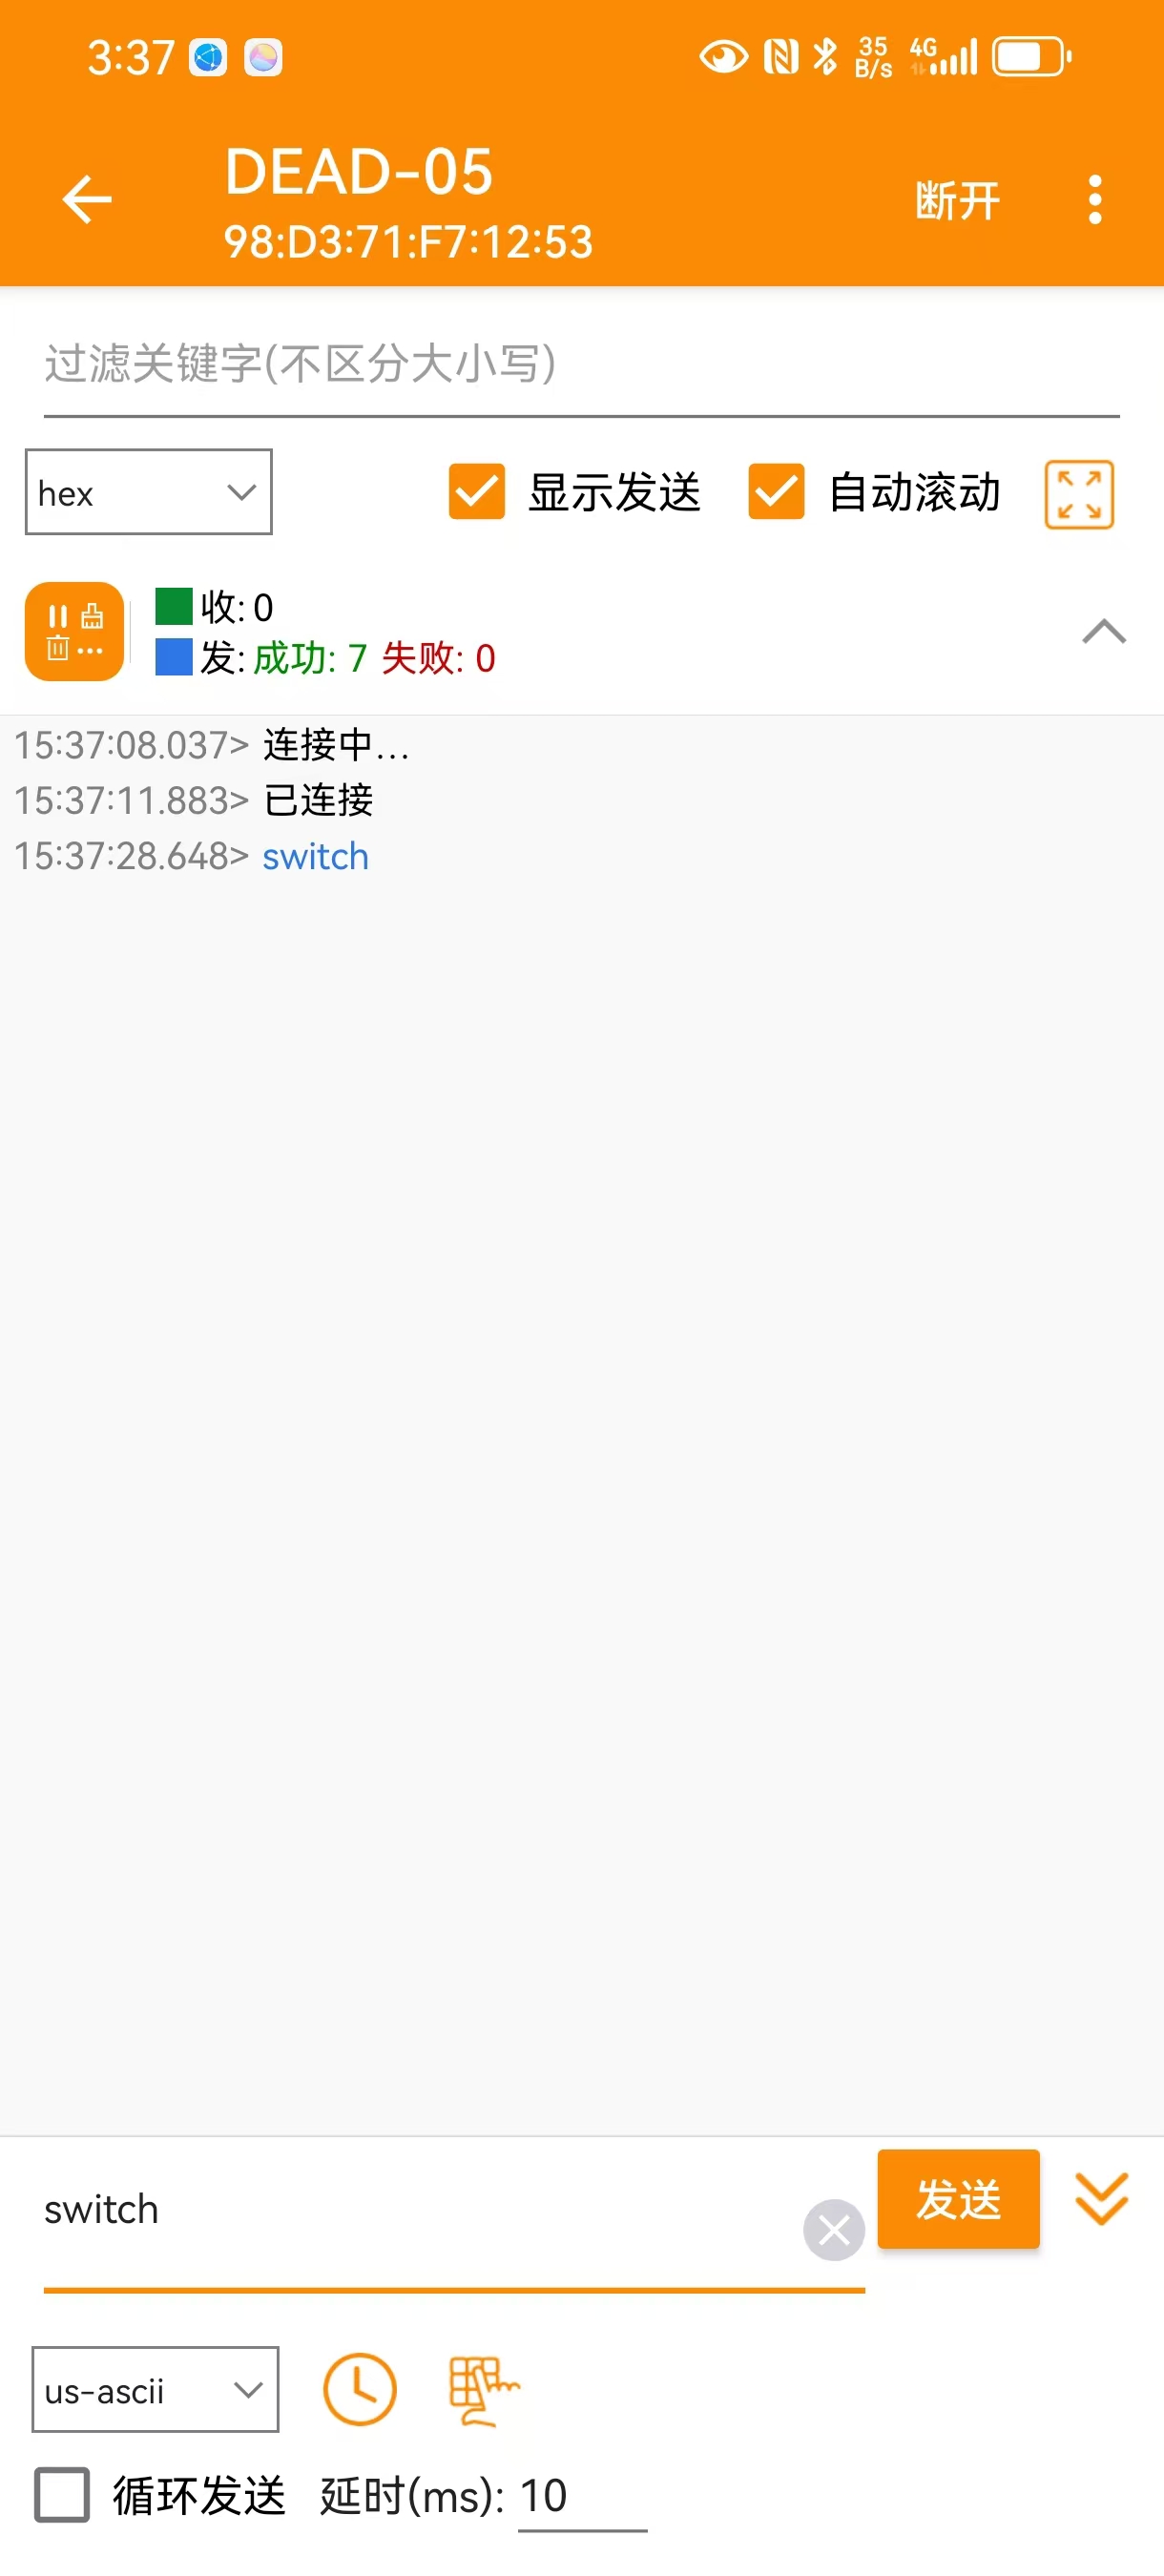 3:37 35 B/s 4G
DEAD-05
98:D3:71:F7:12:53
断开
过滤关键字(不区分大小写)
hex 显示发送 自动滚动
收: 0
发: 成功: 7 失败: 0
15:37:08.037> 连接中...
15:37:11.883> 已连接
15:37:28.648> switch
switch
发送
us-ascii
循环发送 延时(ms): 10